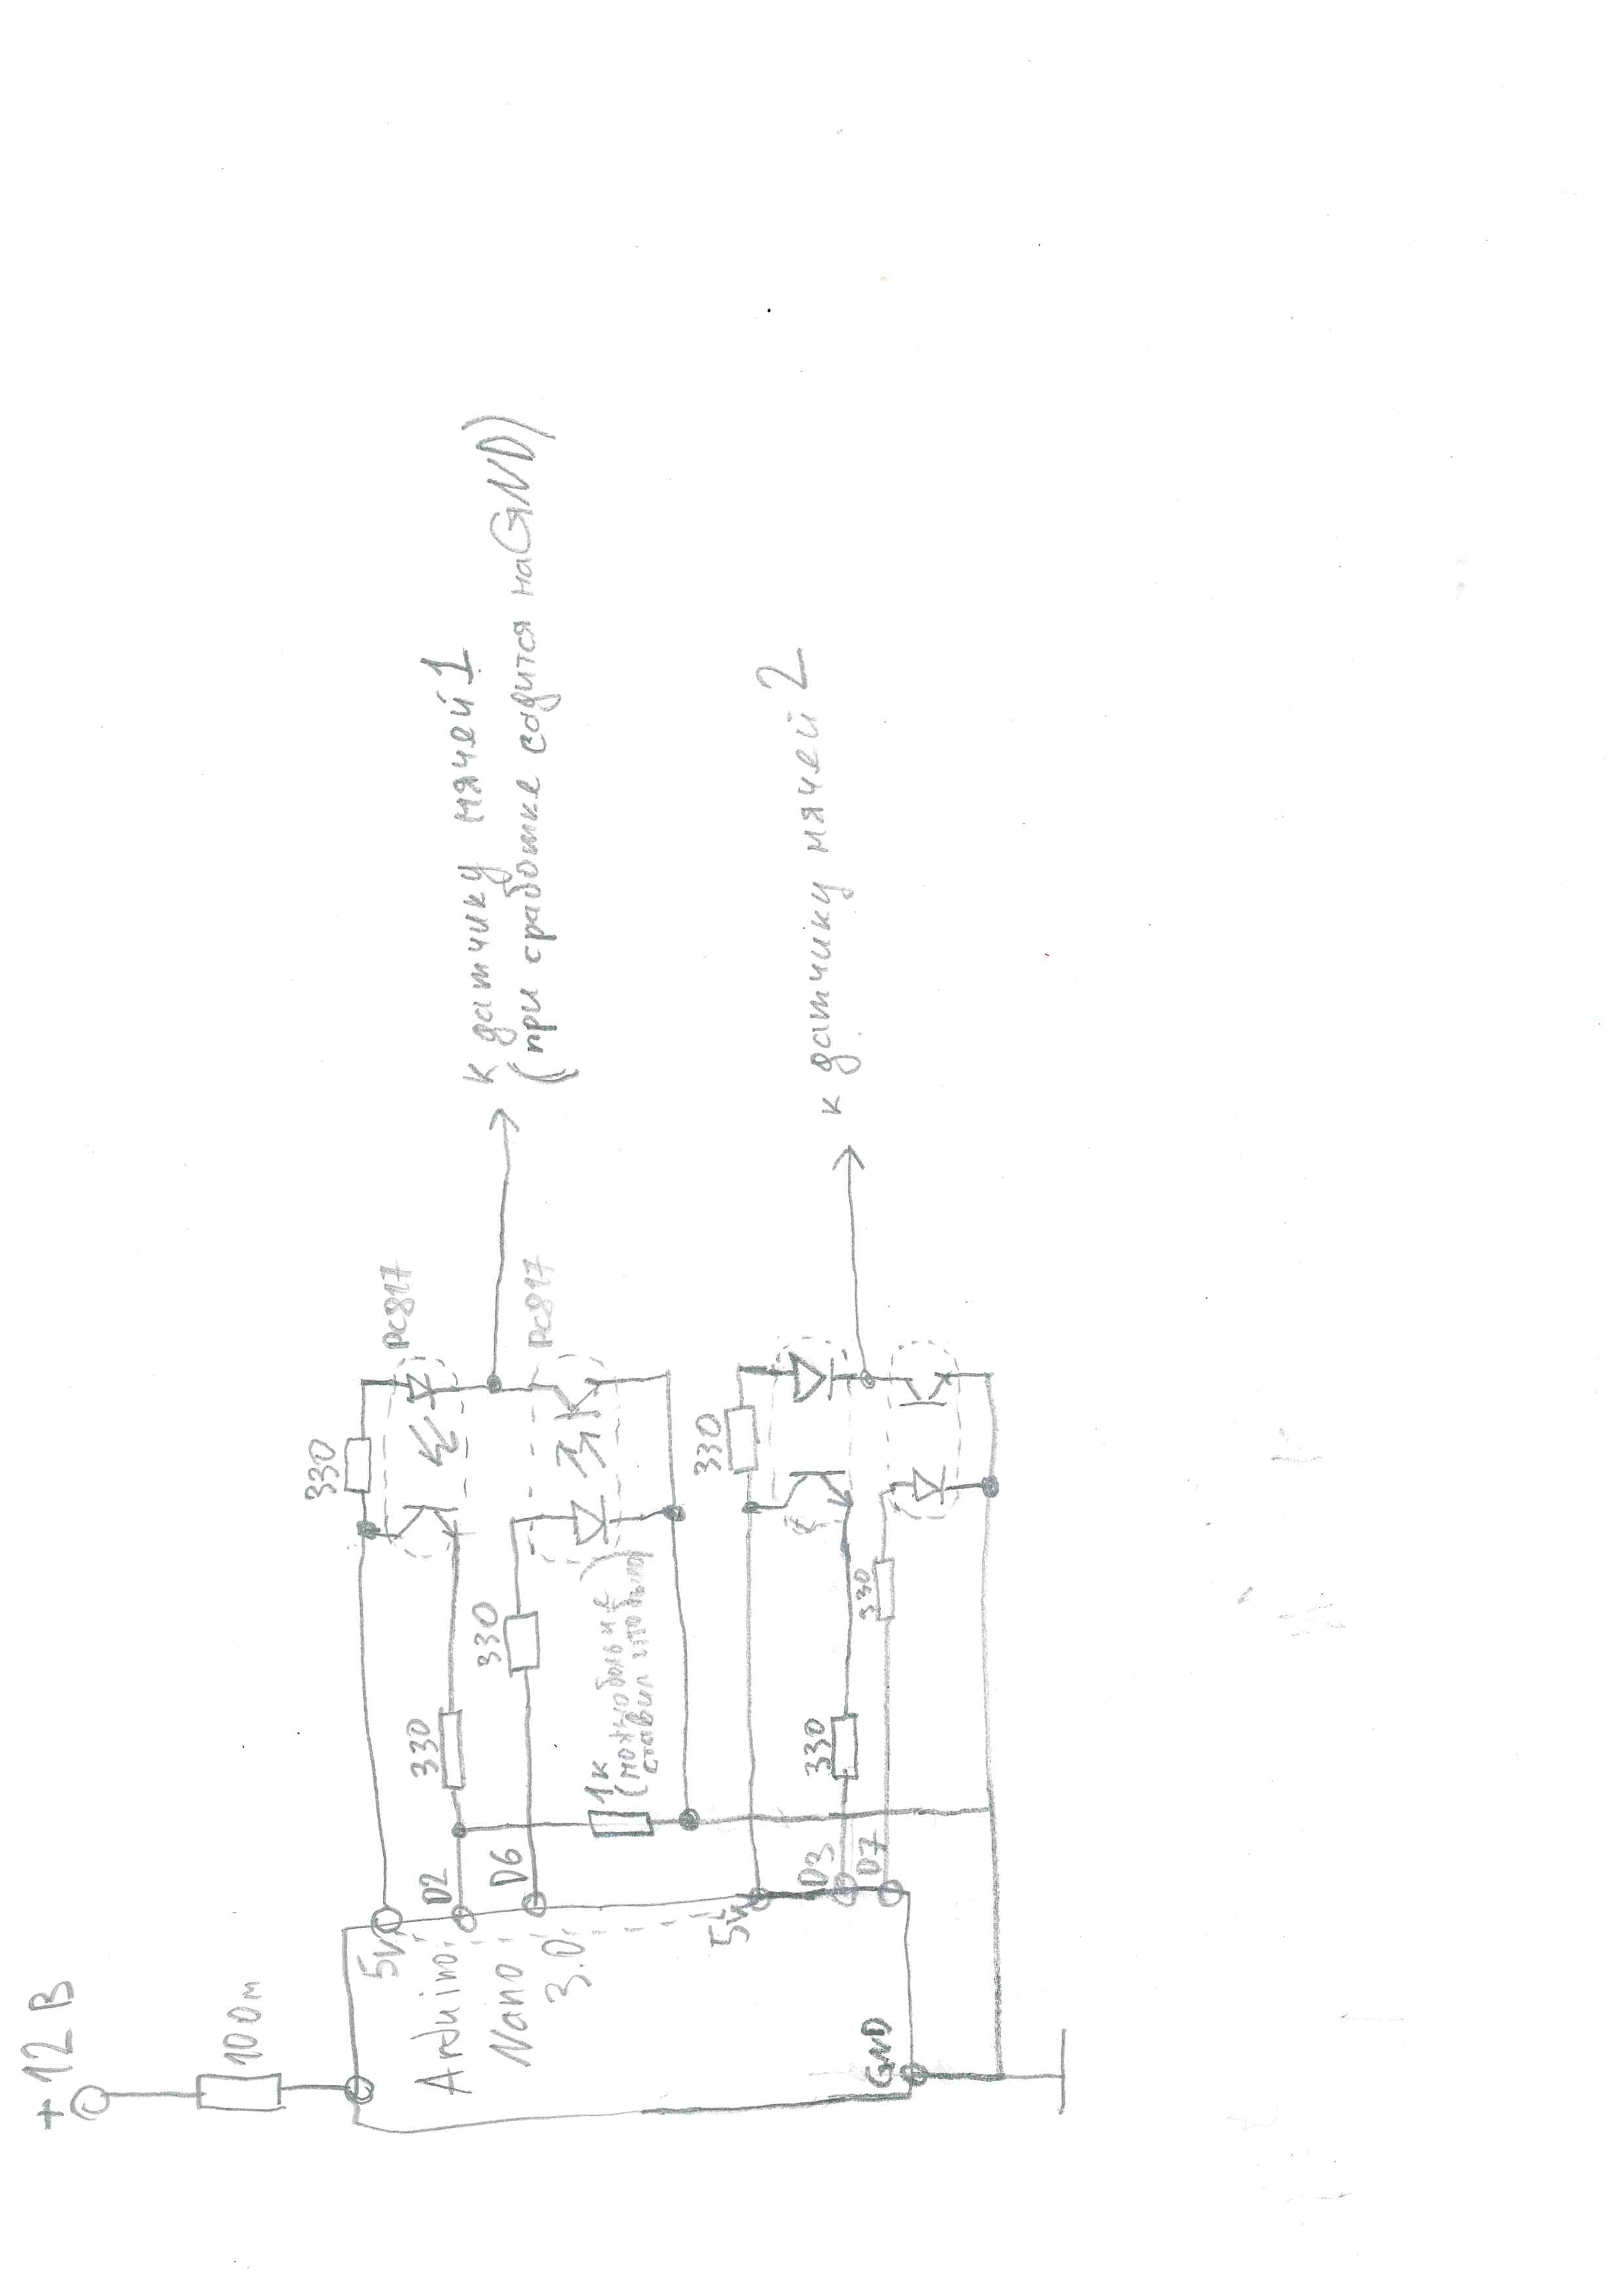 +12 В
10 Ом
5V
Arduino
Nano
3.0
D2
D6
5V
D3
D7
GND
330
PC817
330
330
PC817
1К
(можно больше)
ставил что было
330
330
330
К датчику мячей 1
(при сработке садится на GND)
К датчику мячей 2